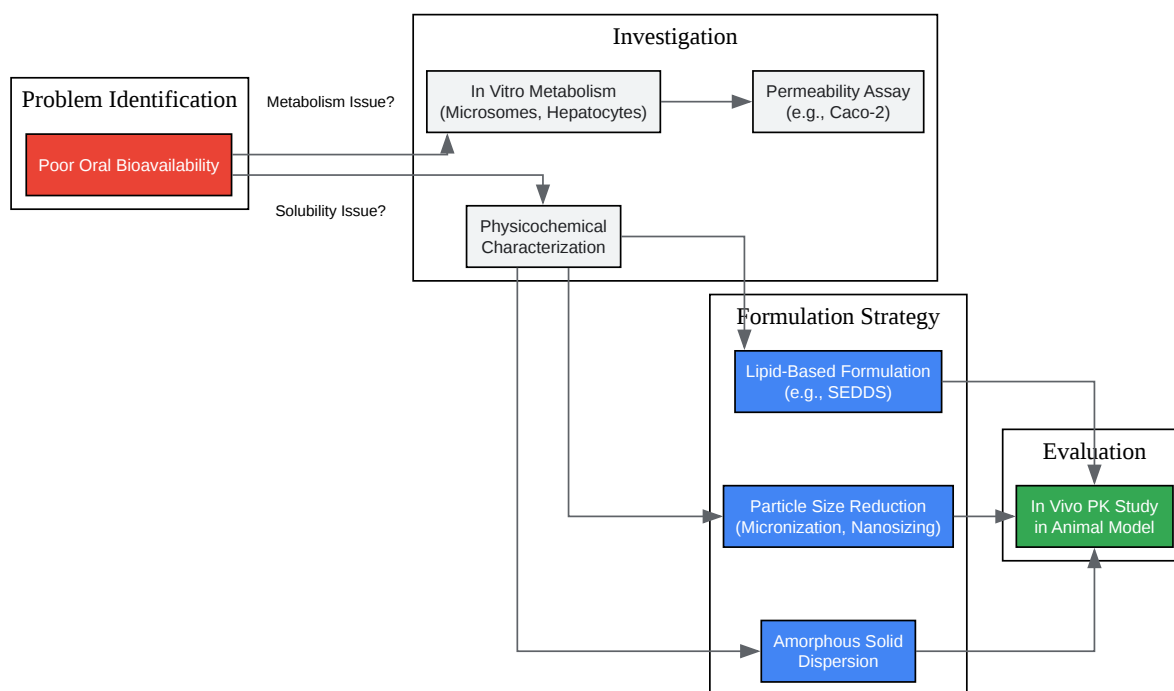 Investigation
Problem Identification
Metabolism Issue?
In Vitro Metabolism
(Microsomes, Hepatocytes)
Permeability Assay
(e.g., Caco-2)
Poor Oral Bioavailability
Solubility Issue?
Physicochemical
Characterization
Formulation Strategy
Lipid-Based Formulation
(e.g., SEDDS)
Particle Size Reduction
(Micronization, Nanosizing)
Amorphous Solid
Dispersion
Evaluation
In Vivo PK Study
in Animal Model